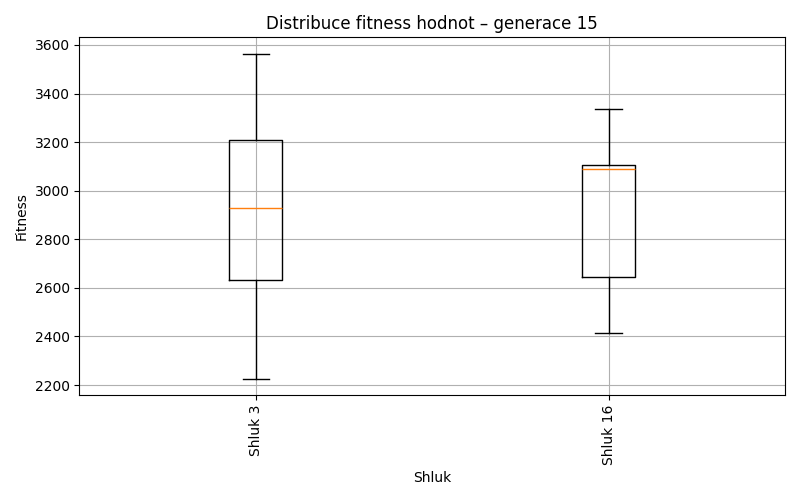 Distribuce fitness hodnot – generace 15
3600
3400
3200
3000
2800
2600
2400
2200
Fitness
Shluk 3
Shluk 16
Shluk